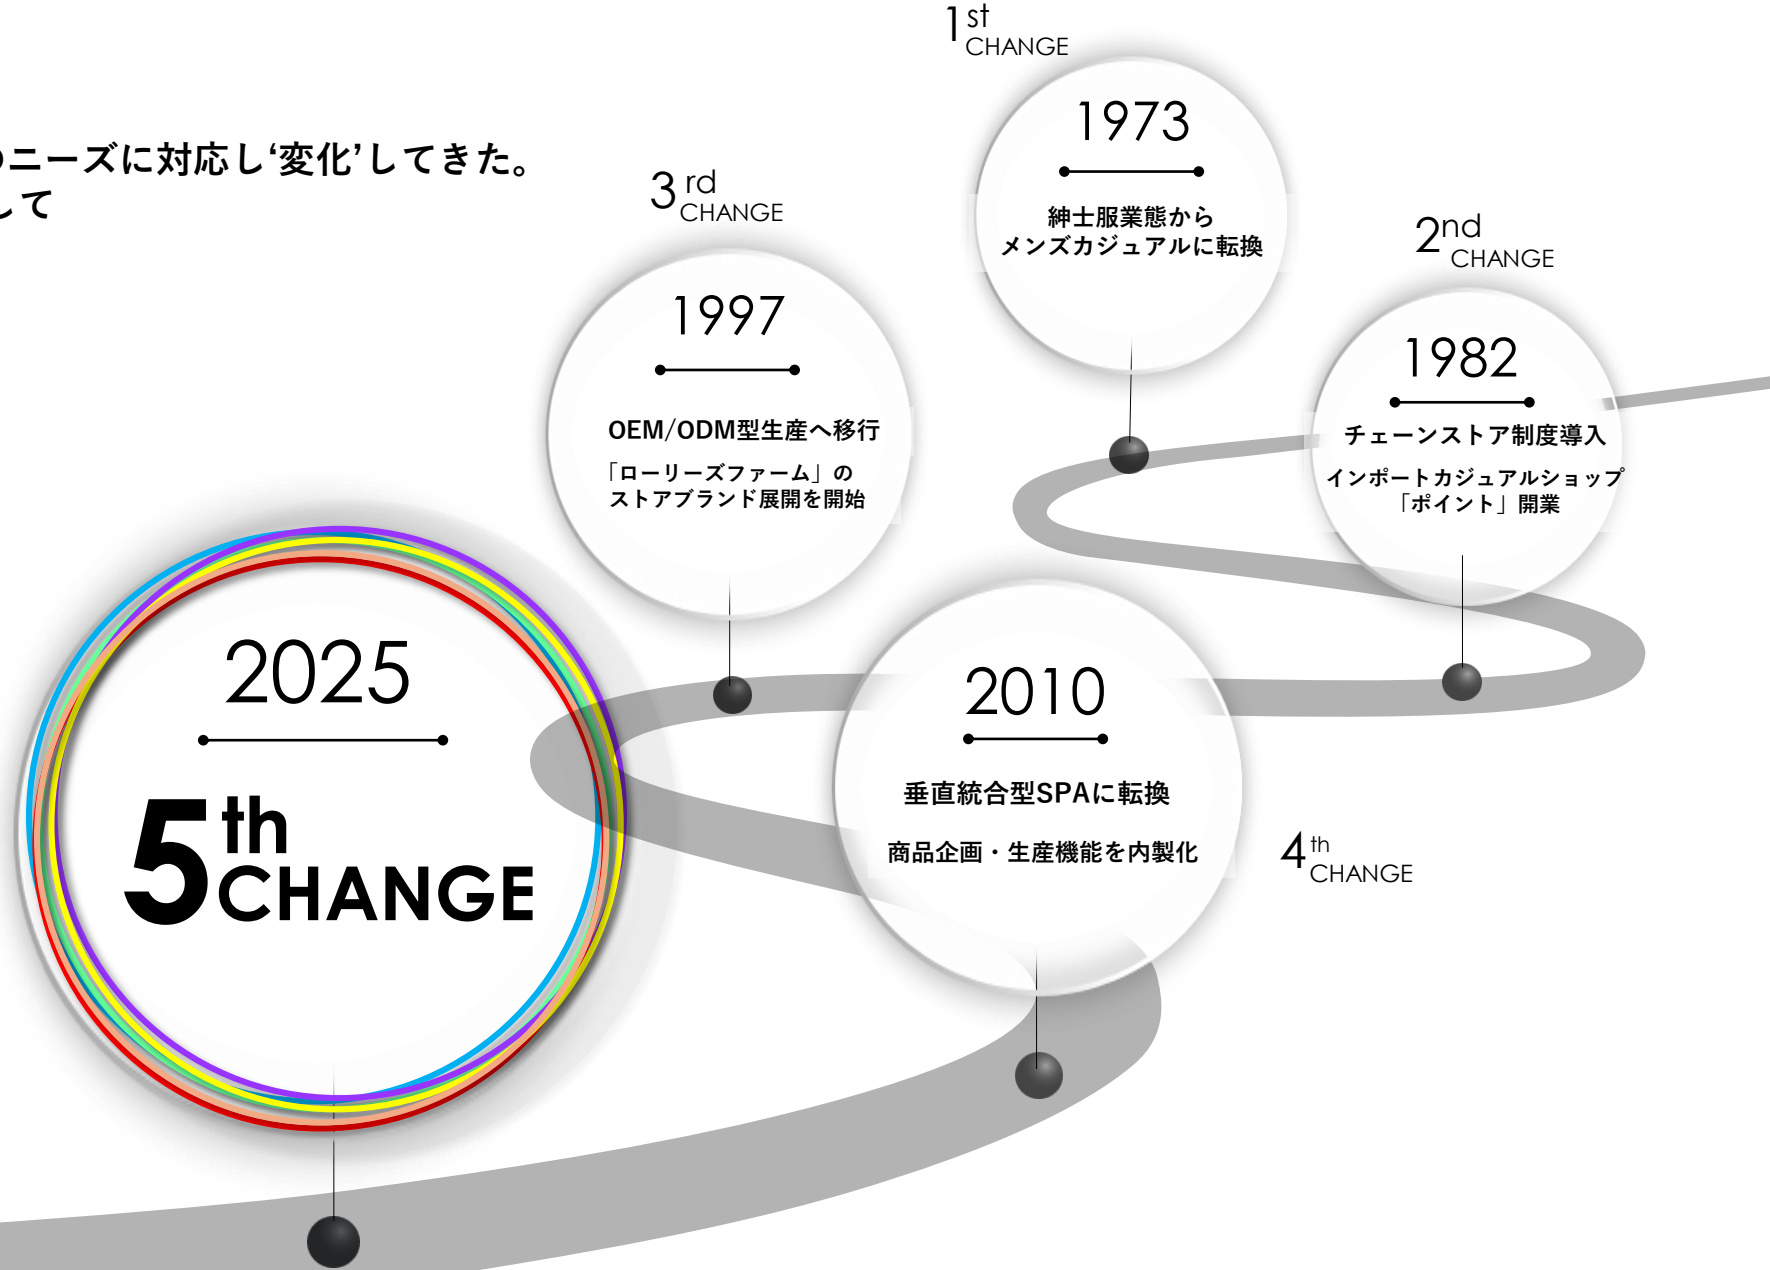 のニーズに対応し‘変化’してきた。
して
1st
CHANGE
1973
紳士服業態から
メンズカジュアルに転換
2nd
CHANGE
1982
チェーンストア制度導入
インポートカジュアルショップ
「ポイント」開業
3rd
CHANGE
1997
OEM/ODM型生産へ移行
「ローリーズファーム」の
ストアブランド展開を開始
4th
CHANGE
2010
垂直統合型SPAに転換
商品企画・生産機能を内製化
2025
5th
CHANGE